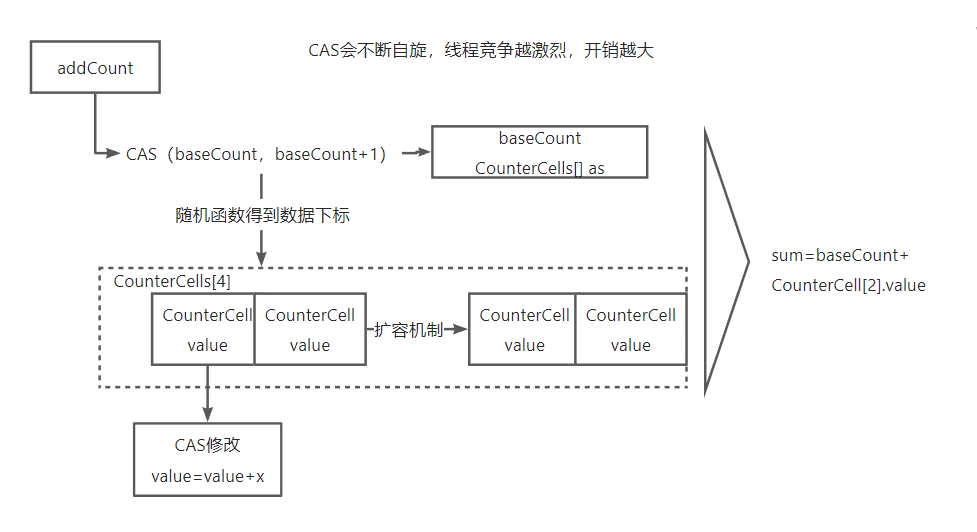 CAS会不断自旋，线程竞争越激烈，开销越大
addCount
CAS（baseCount，baseCount+1）
baseCount
CounterCells[] as
随机函数得到数据下标
CounterCells[4]
CounterCell
value
CounterCell
value
扩容机制
CounterCell
value
CounterCell
value
sum=baseCount+
CounterCell[2].value
CAS修改
value=value+x